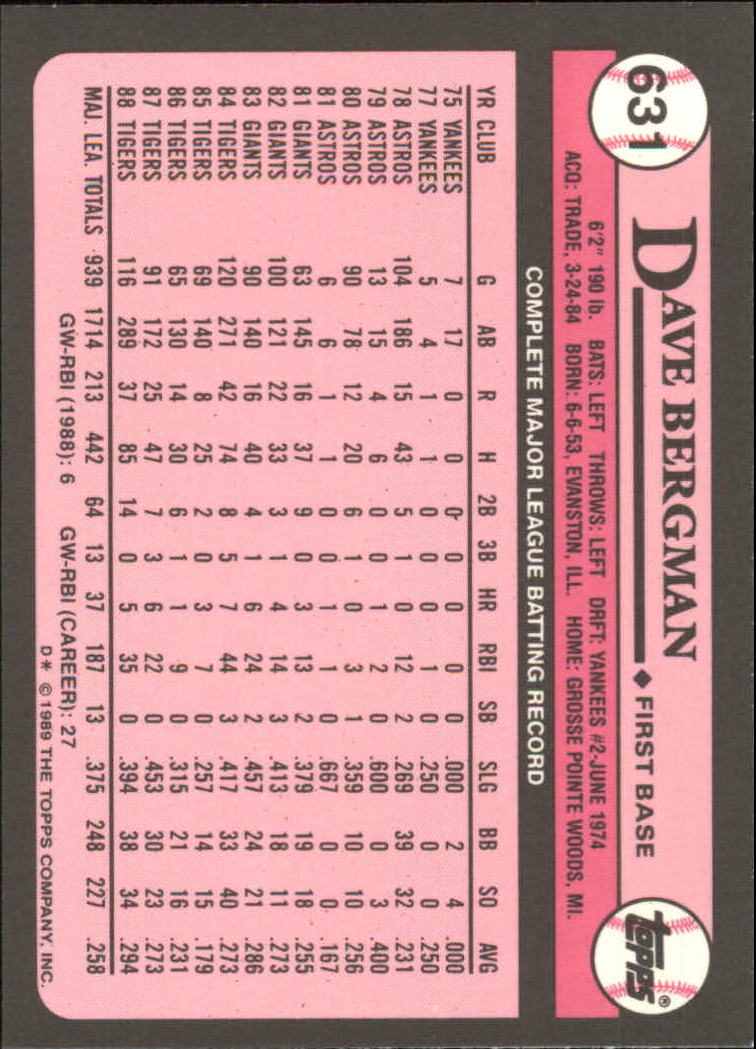 631
DAVE BERGMAN ◆ FIRST BASE
topps®
6'2" 190 lb. BATS: LEFT THROWS: LEFT DRFT: YANKEES #2-JUNE 1974
ACQ: TRADE, 3-24-84 BORN: 6-6-53, EVANSTON, ILL. HOME: GROSSE POINTE WOODS, MI.
COMPLETE MAJOR LEAGUE BATTING RECORD
YR CLUB G AB R H 2B 3B HR RBI SB SLG BB SO AVG
75 YANKEES 7 17 0 0 0 0 0 0 0 .000 2 4 .000
77 YANKEES 5 4 1 1 0 0 0 1 0 .250 0 0 .250
78 ASTROS 104 186 15 43 5 1 0 12 2 .269 39 32 .231
79 ASTROS 13 15 4 6 0 0 1 2 0 .600 0 3 .400
80 ASTROS 90 78 12 20 6 1 0 3 1 .359 10 10 .256
81 ASTROS 6 6 1 1 0 0 1 1 0 .667 0 0 .167
81 GIANTS 63 145 16 37 9 0 3 13 2 .379 19 18 .255
82 GIANTS 100 121 22 33 3 1 4 14 3 .413 18 11 .273
83 GIANTS 90 140 16 40 4 1 6 24 2 .457 24 21 .286
84 TIGERS 120 271 42 74 8 5 7 44 3 .417 33 40 .273
85 TIGERS 69 140 8 25 2 0 3 7 0 .257 14 15 .179
86 TIGERS 65 130 14 30 6 1 1 9 0 .315 21 16 .231
87 TIGERS 91 172 25 47 7 3 6 22 0 .453 30 23 .273
88 TIGERS 116 289 37 85 14 0 5 35 0 .394 38 34 .294
MAJ. LEA. TOTALS 939 1714 213 442 64 13 37 187 13 .375 248 227 .258
GW-RBI (1988): 6 GW-RBI (CAREER): 27
D* ©1989 THE TOPPS COMPANY, INC.